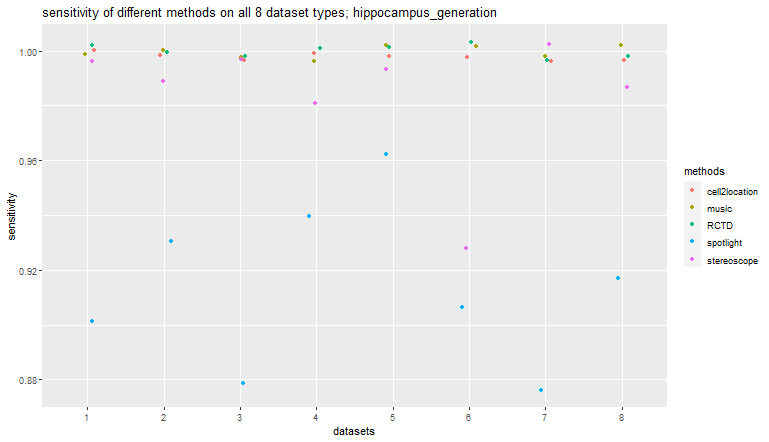 sensitivity of different methods on all 8 dataset types; hippocampus_generation
1.00
0.96
0.92
0.88
sensitivity
1 2 3 4 5 6 7 8
datasets
methods
cell2location
music
RCTD
spotlight
stereoscope